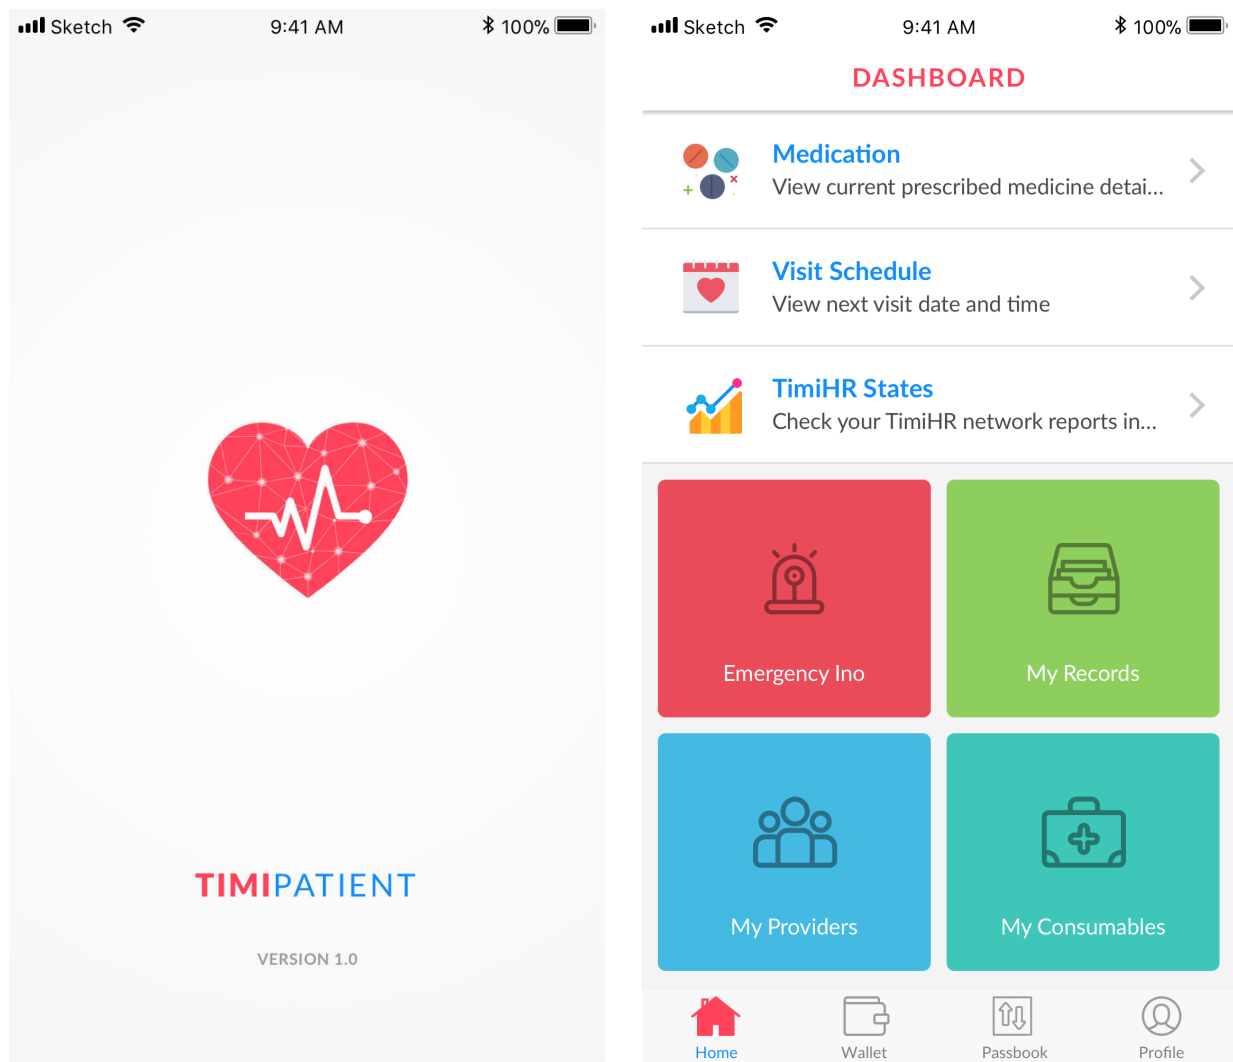 Sketch 9:41 AM 100%
TIMIPATIENT
VERSION 1.0
Sketch 9:41 AM 100%
DASHBOARD
Medication
View current prescribed medicine detai...
Visit Schedule
View next visit date and time
TimiHR States
Check your TimiHR network reports in...
Emergency Ino
My Records
My Providers
My Consumables
Home
Wallet
Passbook
Profile